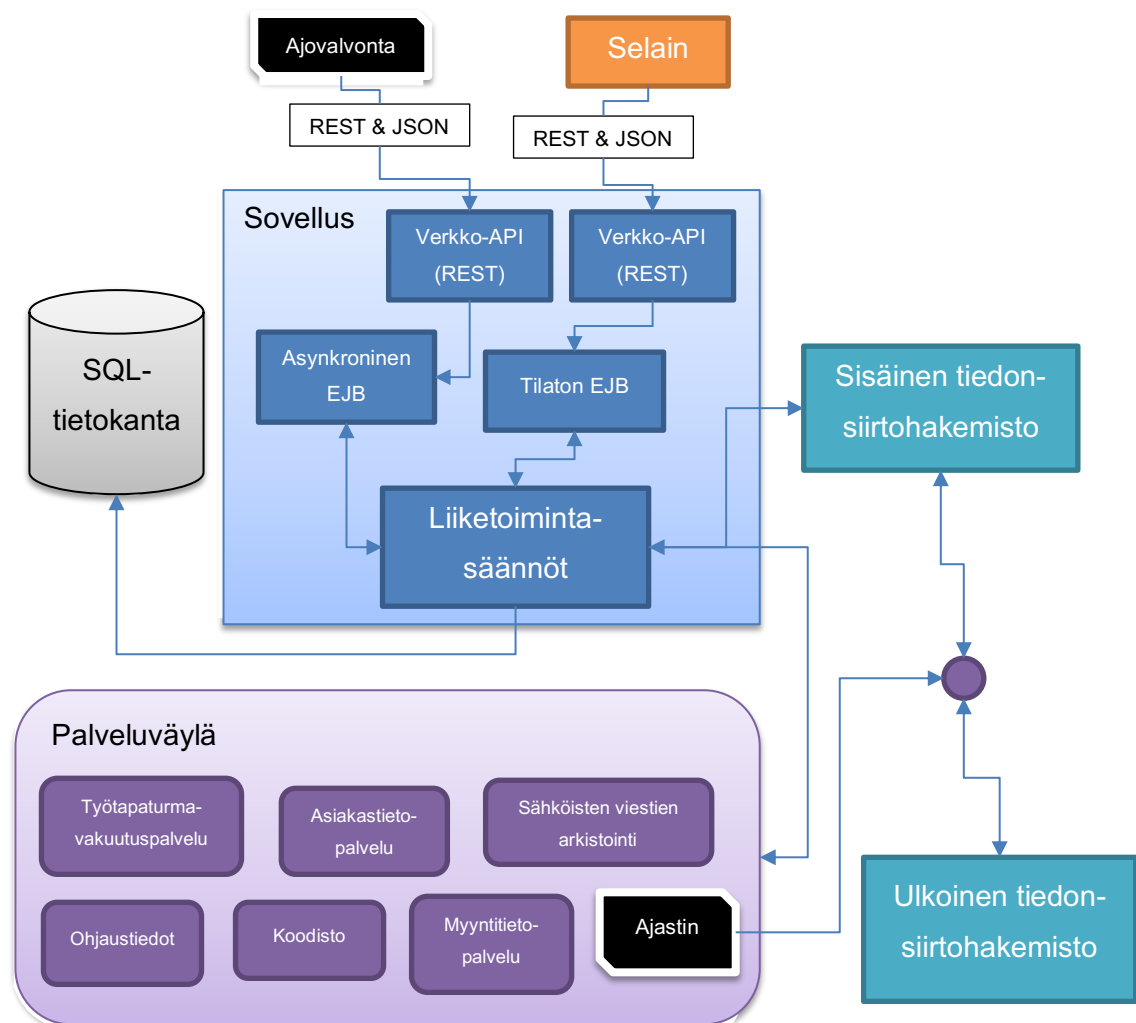 Ajovalvonta
Selain
REST & JSON
REST & JSON
Sovellus
Verkko-API
(REST)
Verkko-API
(REST)
SQL-
tietokanta
Asynkroninen
EJB
Tilaton EJB
Sisäinen tiedon-
siirtohakemisto
Liiketoiminta-
säännöt
Palveluväylä
Työtapaturma-
vakuutuspalvelu
Asiakastieto-
palvelu
Sähköisten viestien
arkistointi
Ohjaustiedot
Koodisto
Myyntitieto-
palvelu
Ajastin
Ulkoinen tiedon-
siirtohakemisto